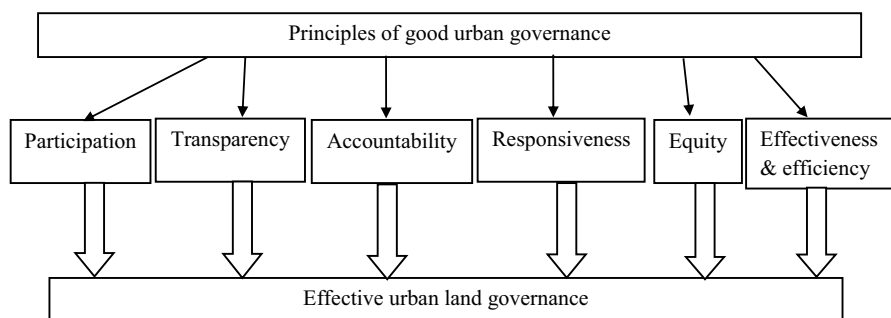 Principles of good urban governance
Participation
Transparency
Accountability
Responsiveness
Equity
Effectiveness
& efficiency
Effective urban land governance